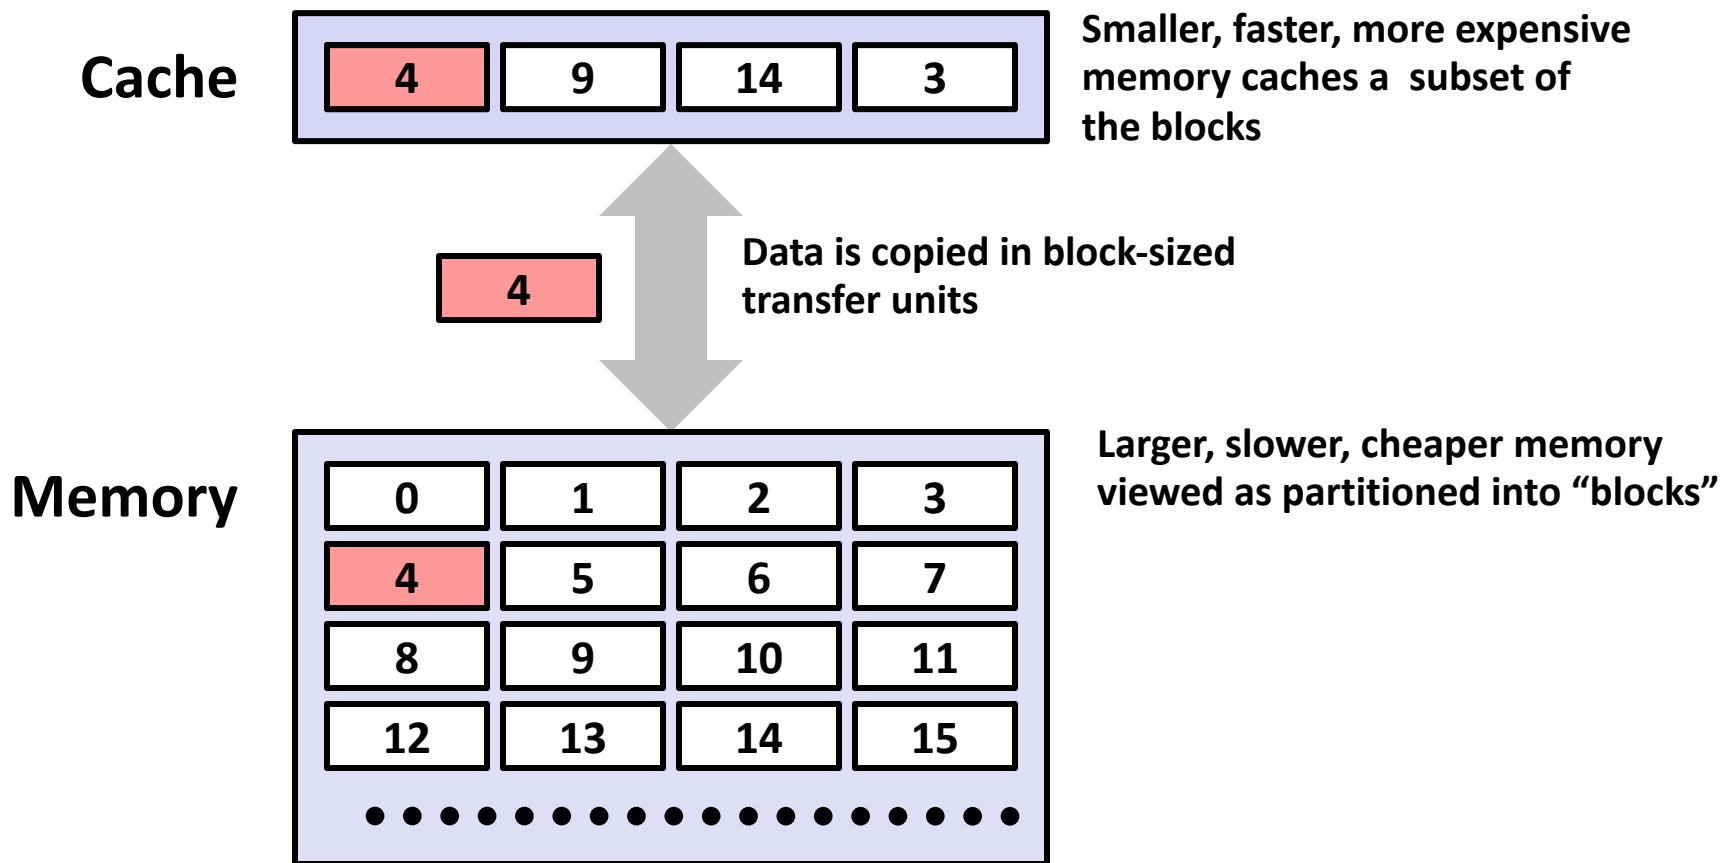 Cache
4 9 14 3
Smaller, faster, more expensive
memory caches a subset of
the blocks
4
Data is copied in block-sized
transfer units
Memory
0 1 2 3
4 5 6 7
8 9 10 11
12 13 14 15
Larger, slower, cheaper memory
viewed as partitioned into “blocks”